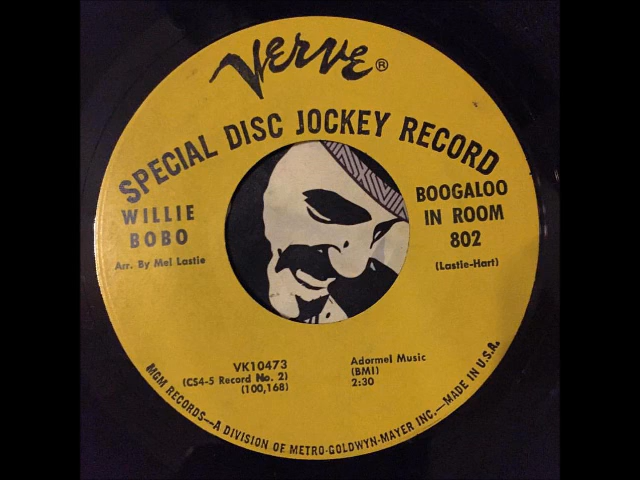 Verve®
SPECIAL DISC JOCKEY RECORD
WILLIE
BOBO
Arr. By Mel Lastie
BOOGALOO
IN ROOM
802
(Lastie-Hart)
VK10473
(CS4-5 Record No. 2)
(100,168)
Adormel Music
(BMI)
2:30
MGM RECORDS—A DIVISION OF METRO-GOLDWYN-MAYER INC.—MADE IN U.S.A.